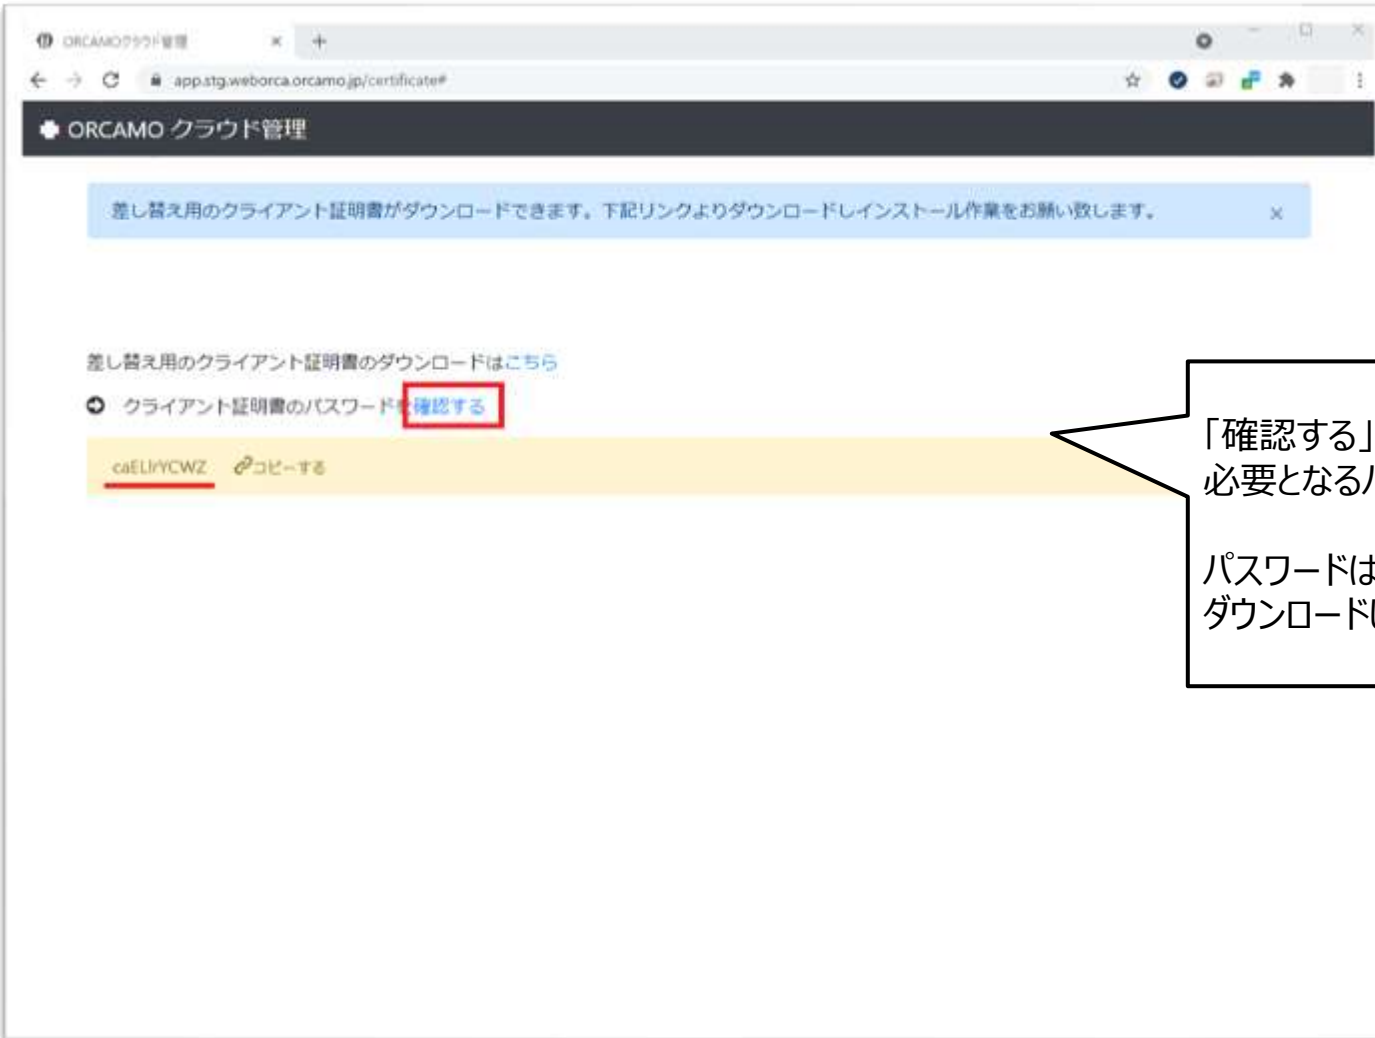 ORCAMOクラウド管理
app.stg.weborca.orcamo.jp/certificate#
ORCAMO クラウド管理
差し替え用のクライアント証明書がダウンロードできます。下記リンクよりダウンロードしインストール作業をお願い致します。 ×
差し替え用のクライアント証明書のダウンロードはこちら
クライアント証明書のパスワードを確認する
コピーする
「確認する」
必要となる
パスワードは
ダウンロード